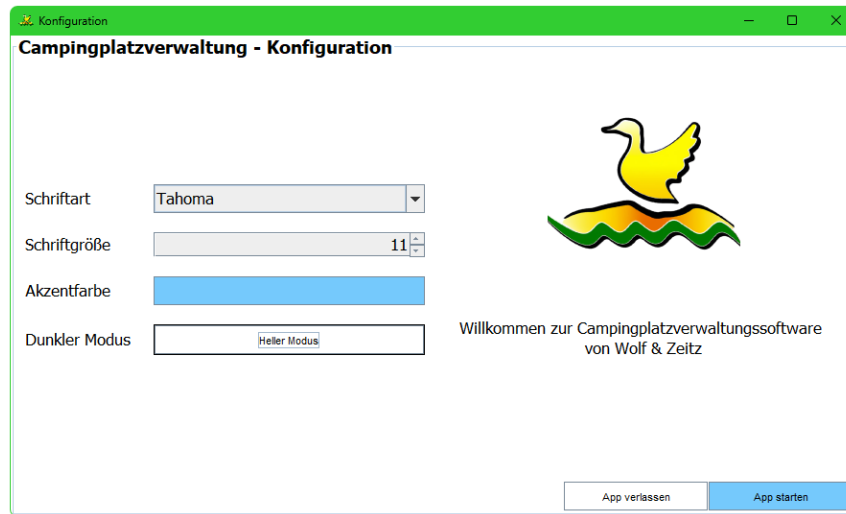 Konfiguration
Campingplatzverwaltung - Konfiguration
Schriftart
Tahoma
Schriftgröße
11
Akzentfarbe
Dunkler Modus
Heller Modus
Willkommen zur Campingplatzverwaltungssoftware
von Wolf & Zeitz
App verlassen
App starten